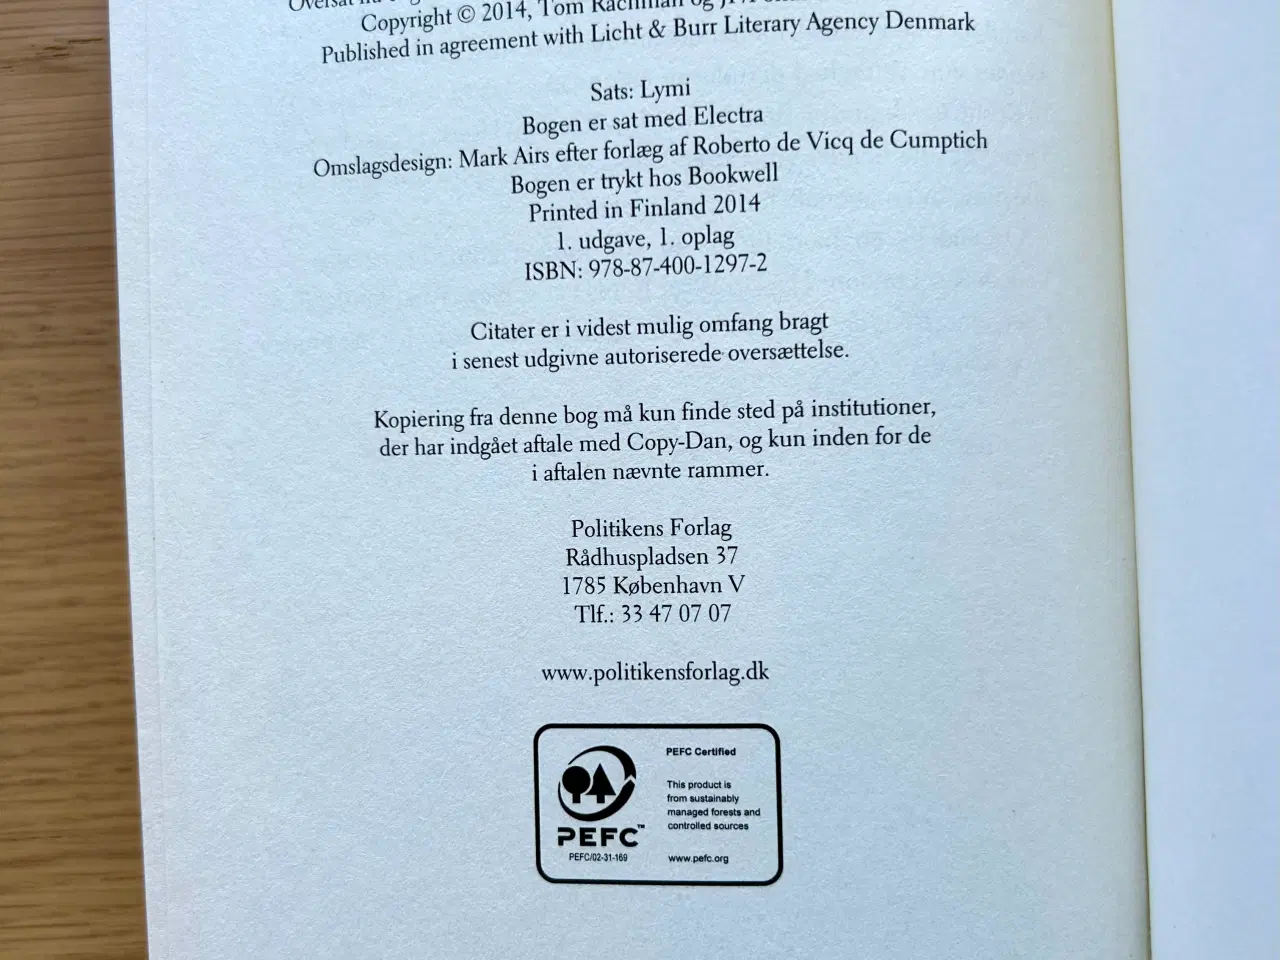 Oversat
Copyright © 2014, Tom Rachman og
Published in agreement with Licht & Burr Literary Agency Denmark
Sats: Lymi
Bogen er sat med Electra
Omslagsdesign: Mark Airs efter forlæg af Roberto de Vicq de Cumptich
Bogen er trykt hos Bookwell
Printed in Finland 2014
1. udgave, 1. oplag
ISBN: 978-87-400-1297-2
Citater er i videst mulig omfang bragt
i senest udgivne autoriserede oversættelse.
Kopiering fra denne bog må kun finde sted på institutioner,
der har indgået aftale med Copy-Dan, og kun inden for de
i aftalen nævnte rammer.
Politikens Forlag
Rådhuspladsen 37
1785 København V
Tlf.: 33 47 07 07
www.politikensforlag.dk
PEFC™
PEFC/02-31-169
PEFC Certified
This product is
from sustainably
managed forests and
controlled sources
www.pefc.org